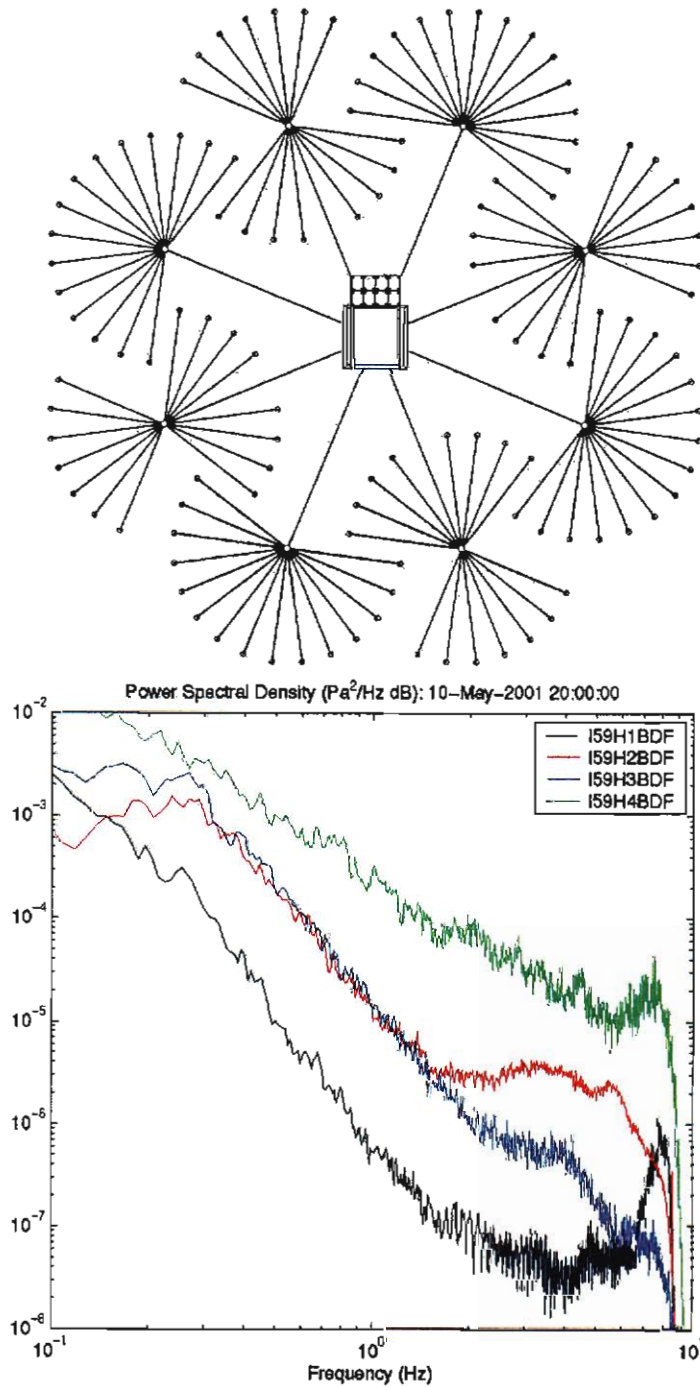 Power Spectral Density (Pa²/Hz dB): 10-May-2001 20:00:00
I59H1BDF
I59H2BDF
I59H3BDF
I59H4BDF
10⁻²
10⁻³
10⁻⁴
10⁻⁵
10⁻⁶
10⁻⁷
10⁻⁸
10⁻¹ 10⁰ 10
Frequency (Hz)